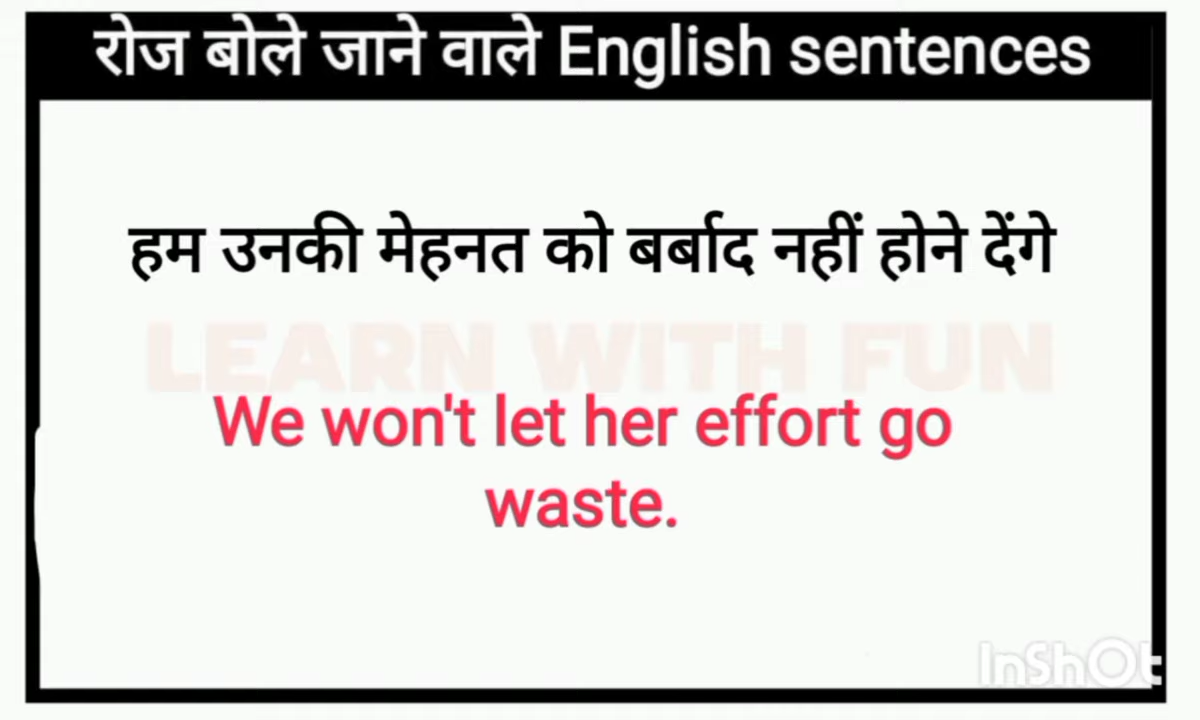 रोज बोले जाने वाले English sentences
हम उनकी मेहनत को बर्बाद नहीं होने देंगे
LEARN WITH FUN
We won't let her effort go
waste.
InShOt